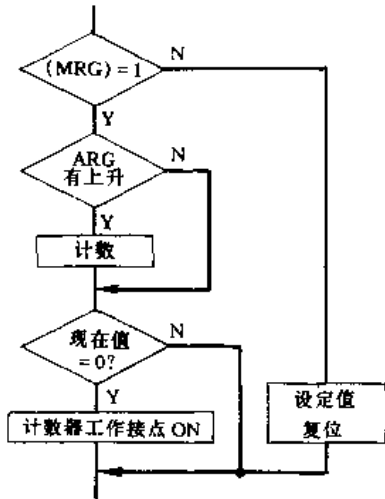 (MRG)=1
N
Y
ARG
有上升
N
Y
计数
现在值
=0?
N
Y
计数器工作接点 ON
设定值
复位